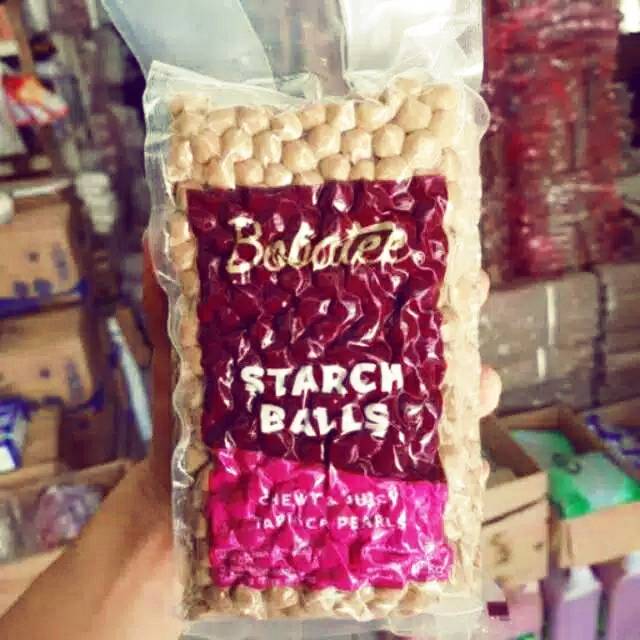 Bobatee
STARCH
BALLS
CHEWY & JUICY
TAPIOCA PEARLS